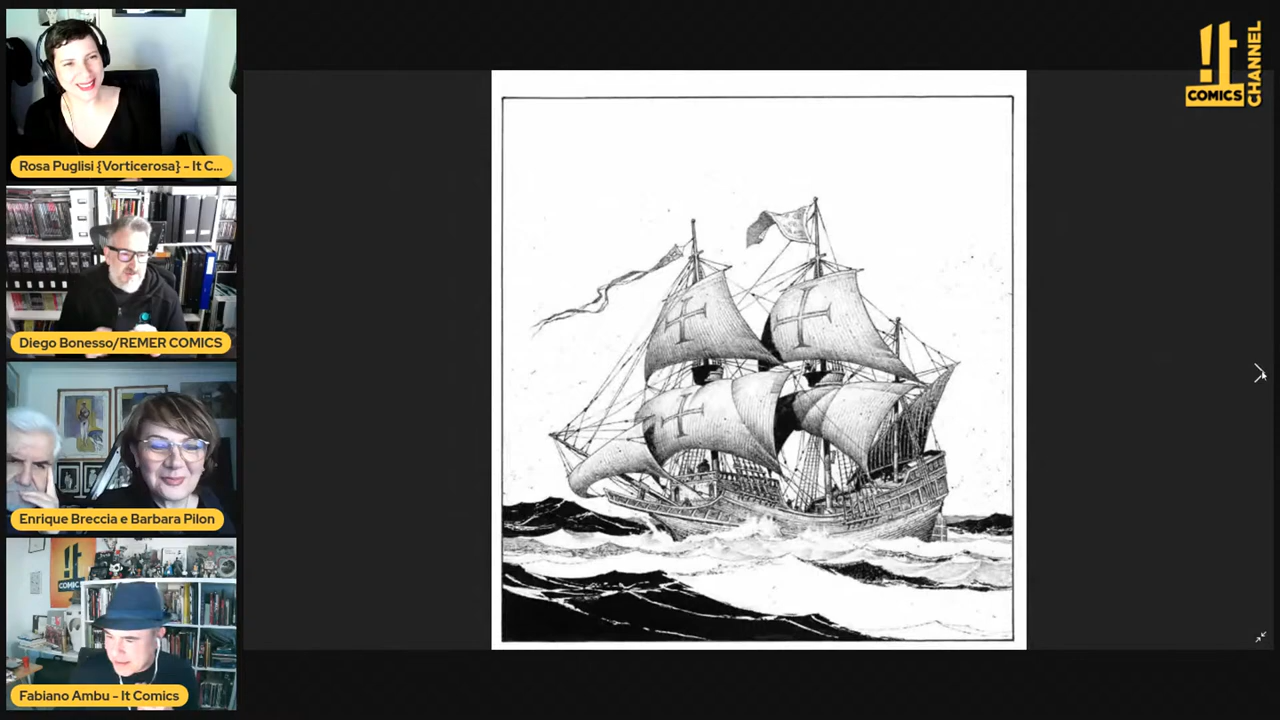 Rosa Puglisi {Vorticerosa} - It C...
Diego Bonesso/REMER COMICS
Enrique Breccia e Barbara Pilon
Fabiano Ambu - It Comics
!t
COMICS
CHANNEL